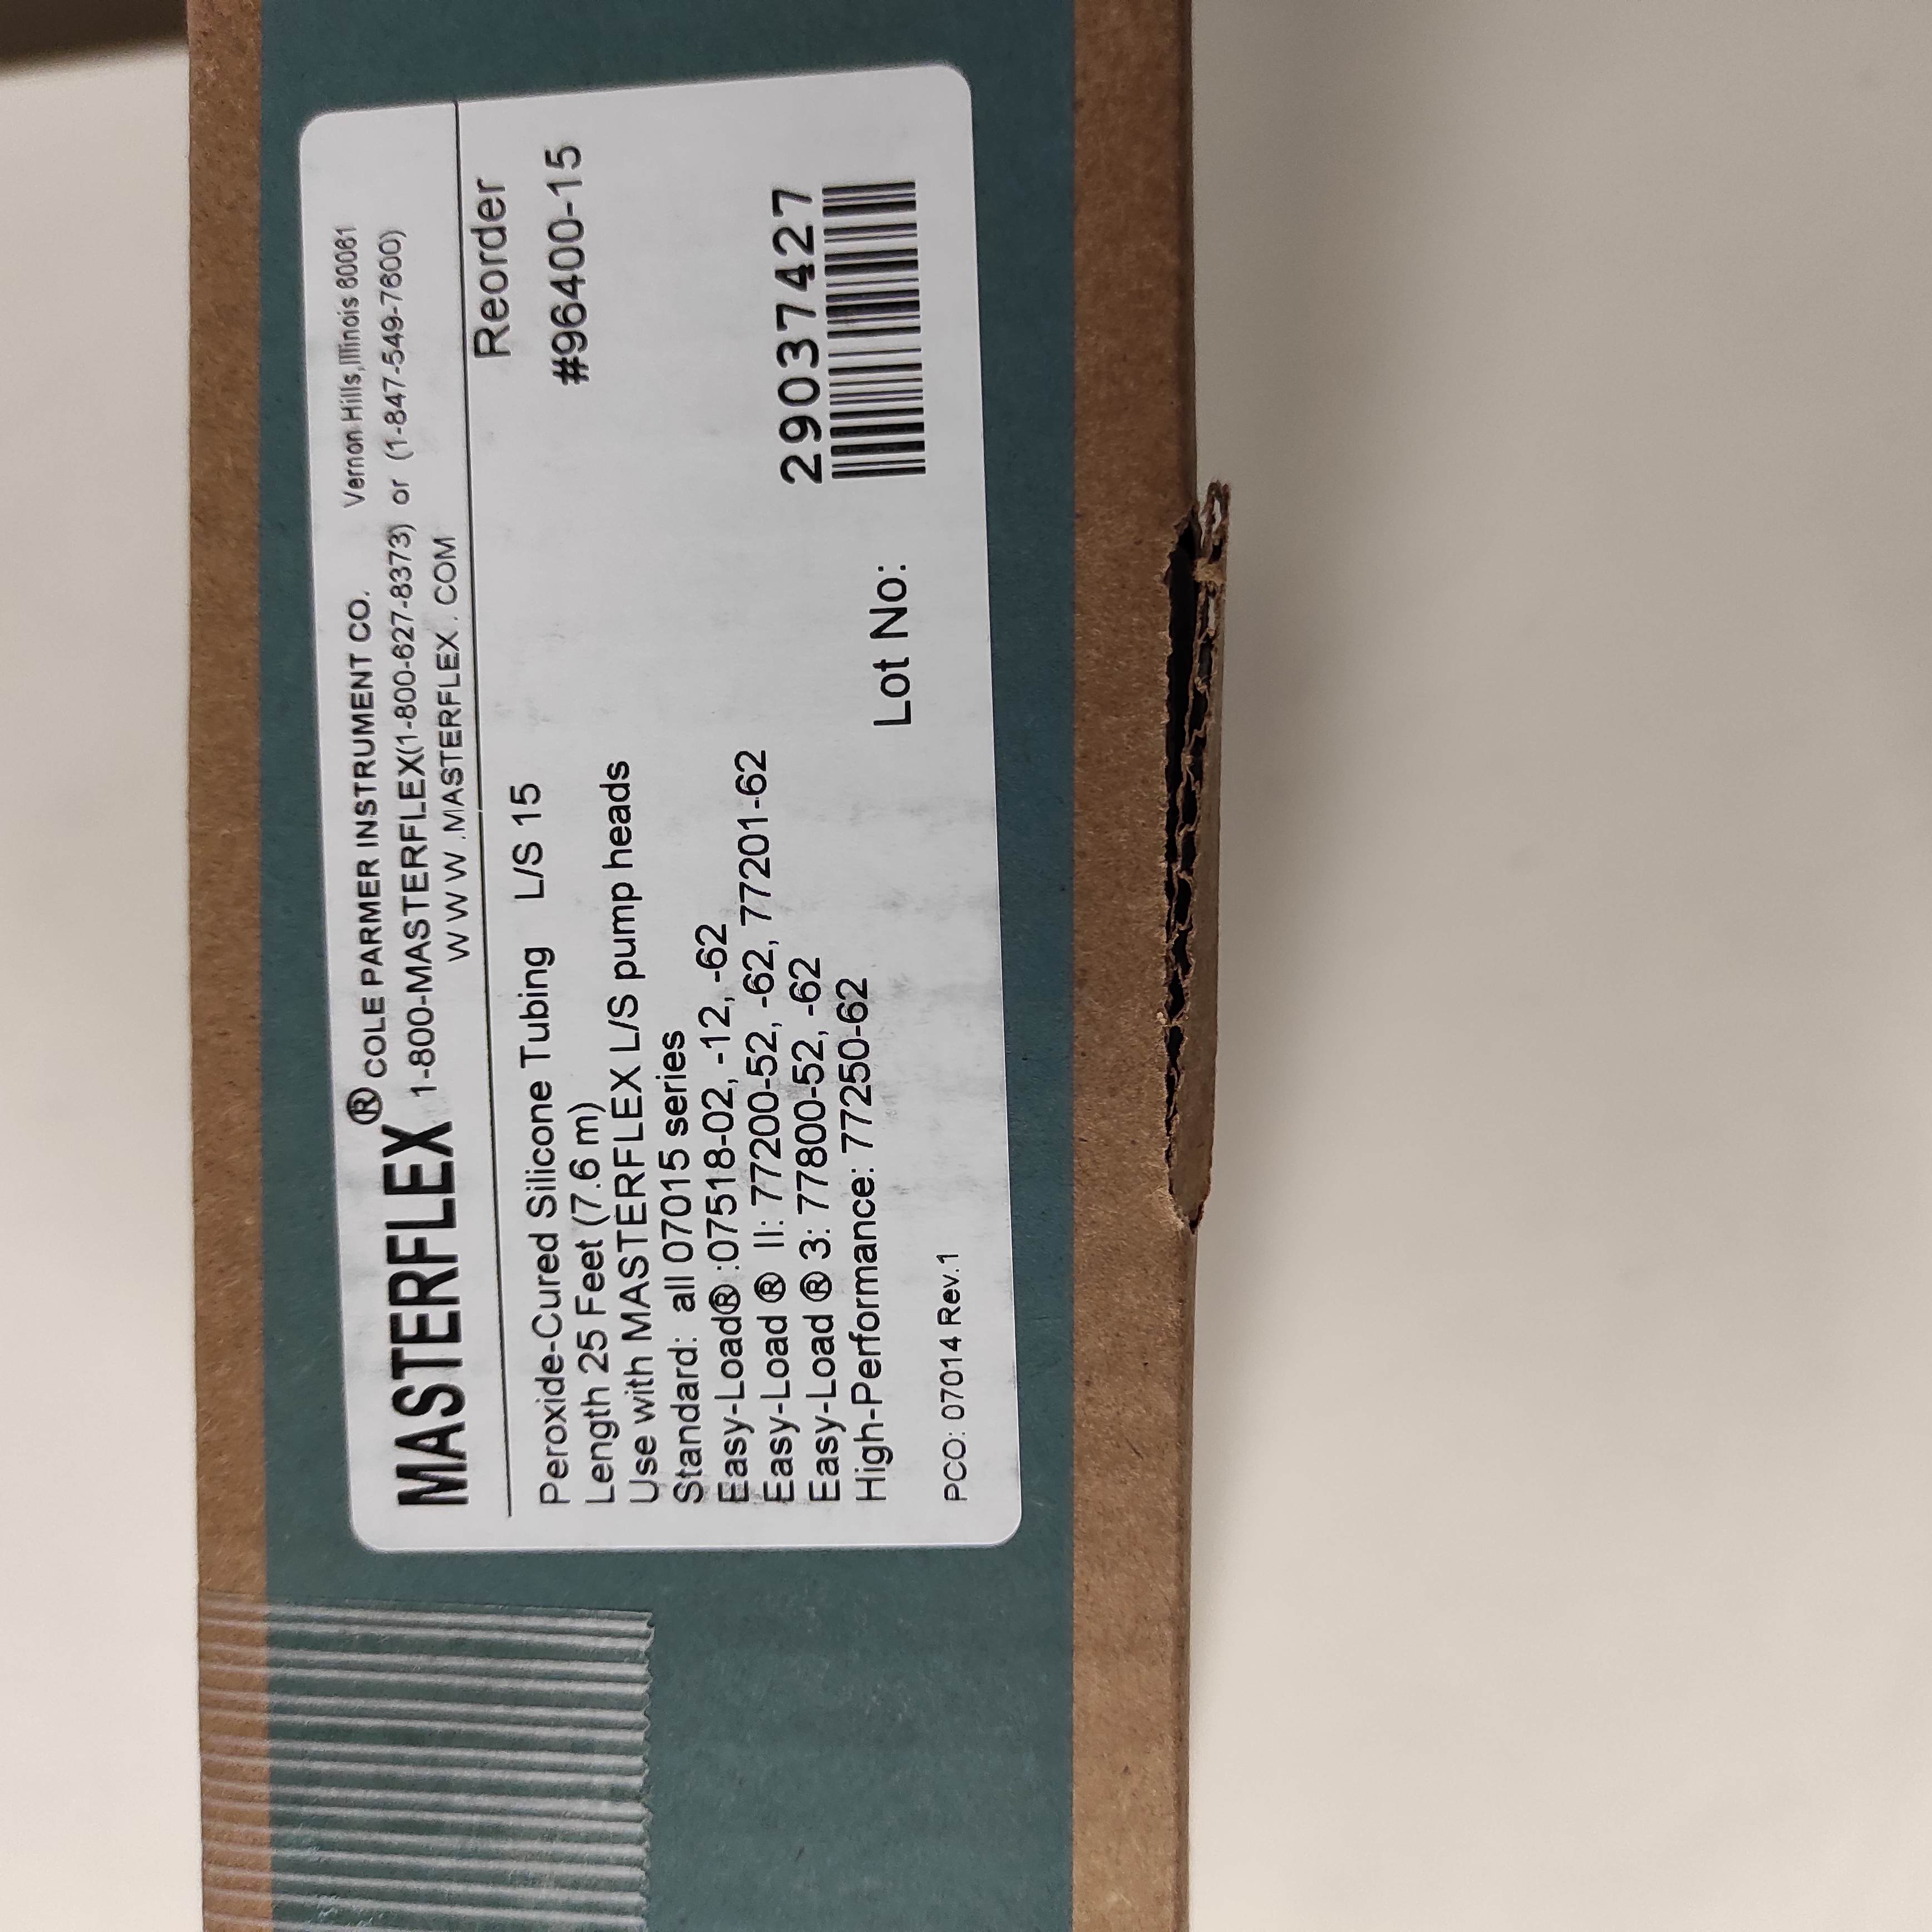 MASTERFLEX® COLE PARMER INSTRUMENT CO. Vernon Hills, Illinois 60061
1-800-MASTERFLEX(1-800-627-8373) or (1-847-549-7600)
WWW.MASTERFLEX.COM
Peroxide-Cured Silicone Tubing L/S 15
Reorder
#96400-15
Length 25 Feet (7.6 m)
Use with MASTERFLEX L/S pump heads
Standard: all 07015 series
Easy-Load® :07518-02, -12, -62
Easy-Load ® II: 77200-52, -62, 77201-62
Easy-Load ® 3: 77800-52, -62
High-Performance: 77250-62
Lot No: 29037427
PCO: 07014 Rev.1